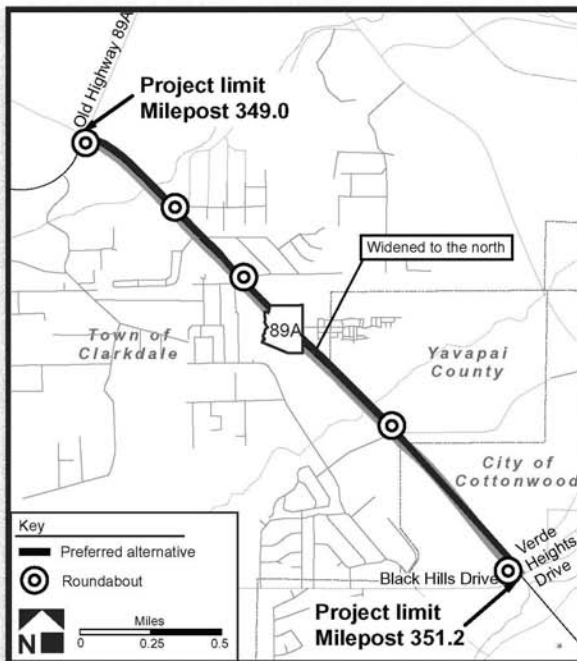 Old Highway 89A
Project limit
Milepost 349.0
Widened to the north
89A
Town of
Clarkdale
Yavapai
County
City of
Cottonwood
Verde
Heights
Drive
Black Hills Drive
Project limit
Milepost 351.2
Key
Preferred alternative
Roundabout
N
Miles
0 0.25 0.5